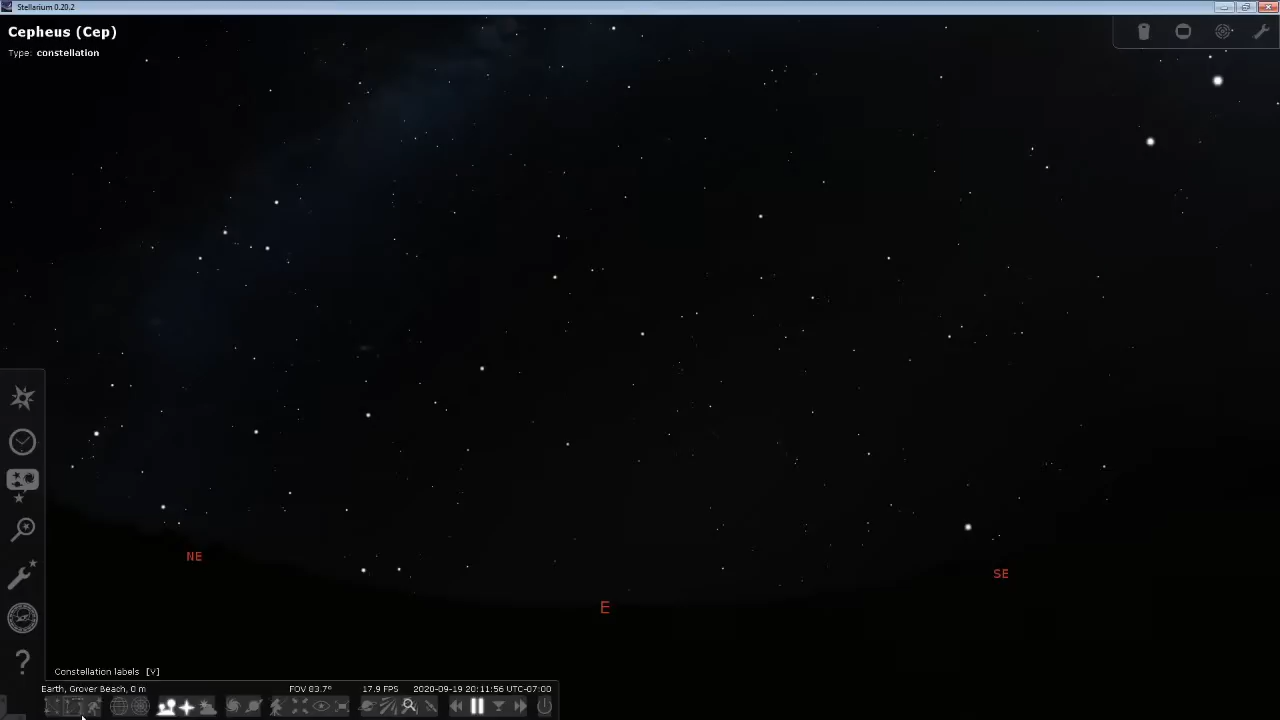 Stellarium 0.20.2
Cepheus (Cep)
Type: constellation
NE
SE
E
Constellation labels [V]
Earth, Grover Beach, 0 m FOV 83.7° 17.9 FPS 2020-09-19 20:11:56 UTC-07:00